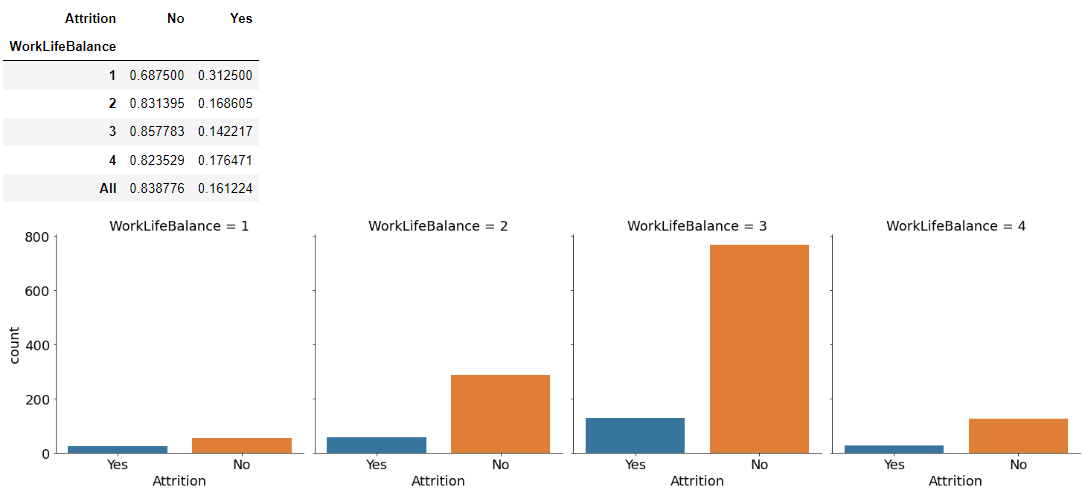 Attrition No Yes
WorkLifeBalance
1 0.687500 0.312500
2 0.831395 0.168605
3 0.857783 0.142217
4 0.823529 0.176471
All 0.838776 0.161224
WorkLifeBalance = 1 WorkLifeBalance = 2 WorkLifeBalance = 3 WorkLifeBalance = 4
800
600
400
200
0
count
Yes No Yes No Yes No Yes No
Attrition Attrition Attrition Attrition